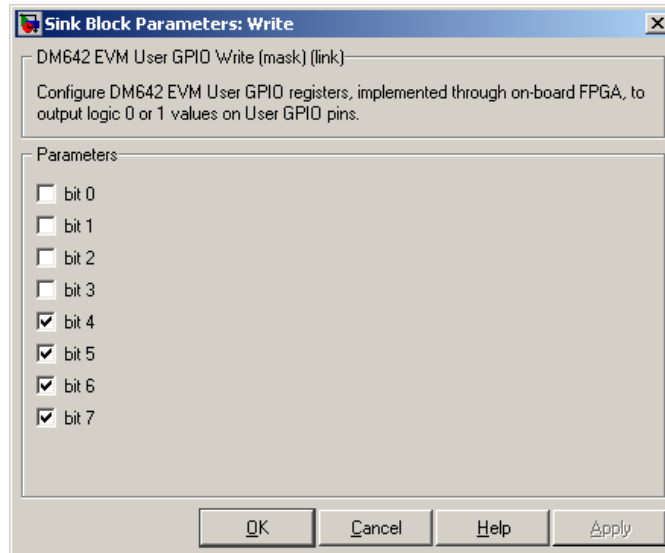 Sink Block Parameters: Write
DM642 EVM User GPIO Write (mask) (link)
Configure DM642 EVM User GPIO registers, implemented through on-board FPGA, to
output logic 0 or 1 values on User GPIO pins.
Parameters
bit 0
bit 1
bit 2
bit 3
bit 4
bit 5
bit 6
bit 7
OK Cancel Help Apply